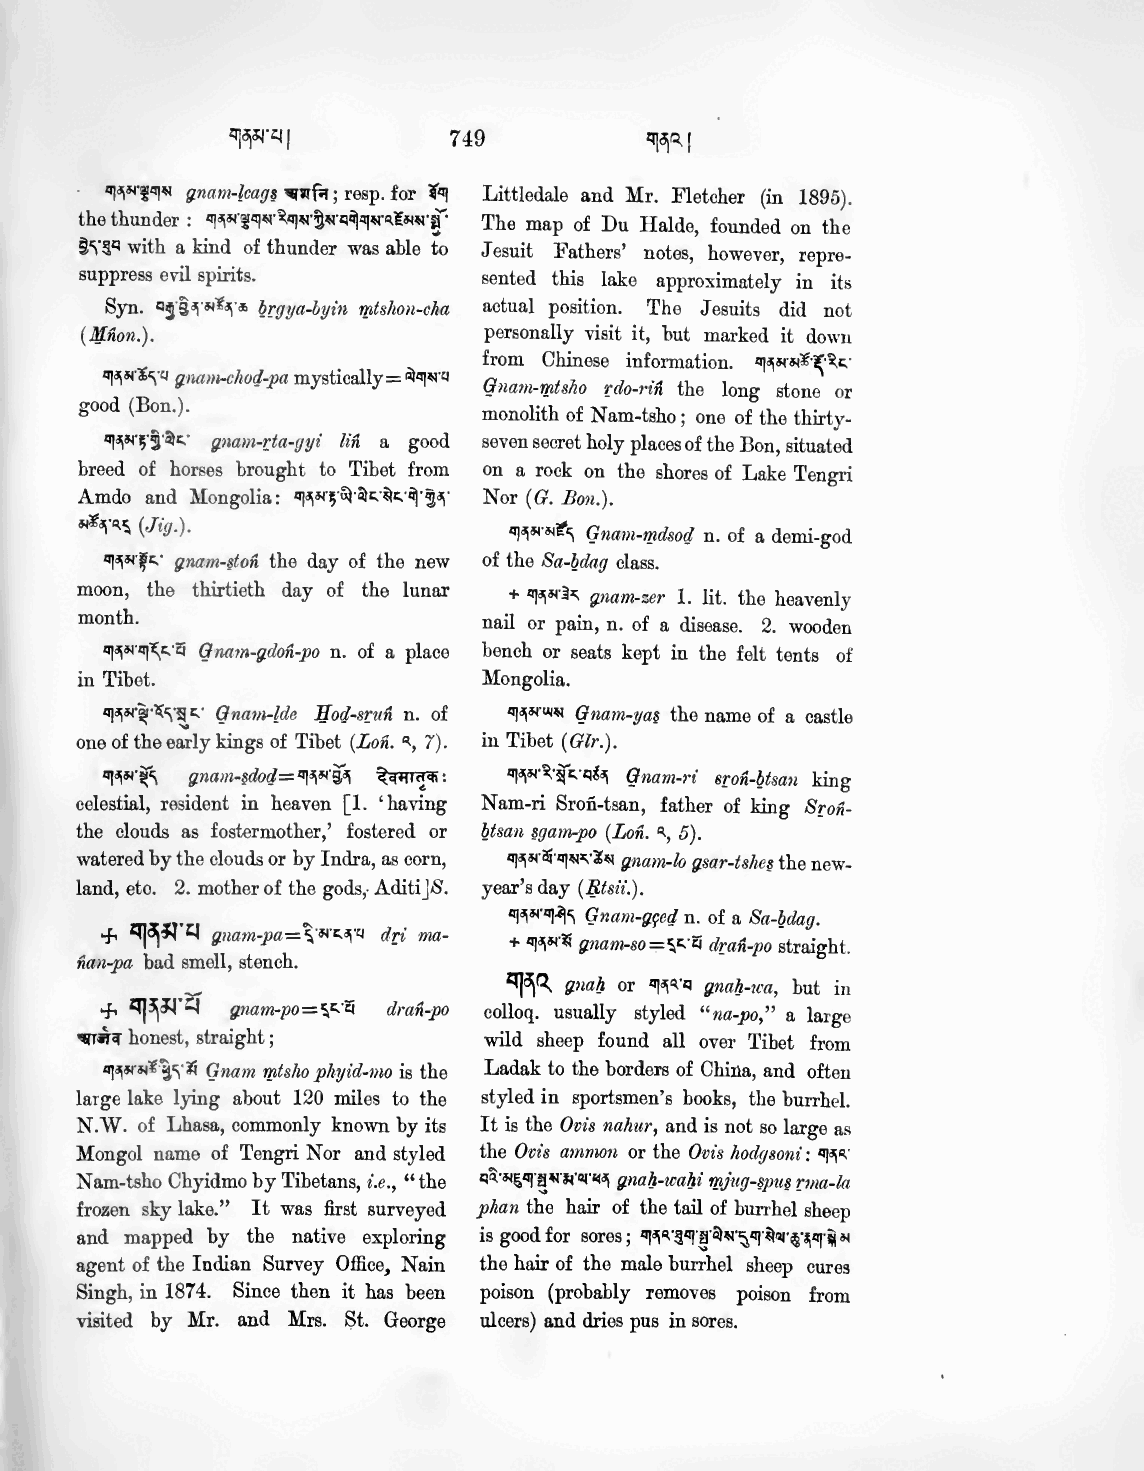 གནམ་པ།
749
གནའ།
གནམ་ལྕགས gnam-lcags अशनि; resp. for ཐོག
the thunder : གནམ་ལྕགས་རིགས་ཀྱིས་བགེགས་འཇོམས་སྤྱོ་
བྱེད་ནུབ with a kind of thunder was able to
suppress evil spirits.
Syn. བརྒྱ་བྱིན་མཚོན་ཆ brgya-byin mtshon-cha
(Mñon.).
གནམ་ཆོད་པ gnam-chod-pa mystically=ལེགས་པ
good (Bon.).
གནམ་རྟ་གྱི་ལིང་ gnam-rta-gyi liñ a good
breed of horses brought to Tibet from
Amdo and Mongolia: གནམ་རྟ་ཡི་ལིང་སེང་གེ་རྒྱན་
མཚོན་འདྲ (Jig.).
གནམ་སྟོང་ gnam-stoñ the day of the new
moon, the thirtieth day of the lunar
month.
གནམ་གདོང་པོ Gnam-gdoñ-po n. of a place
in Tibet.
གནམ་ལྡེ་འོད་སྲུང་ Gnam-lde Hod-sruñ n. of
one of the early kings of Tibet (Loñ. འ, 7).
གནམ་སྡོད gnam-sdod=གནམ་བྱོན देवमातृक:
celestial, resident in heaven [1. ‘having
the clouds as fostermother,’ fostered or
watered by the clouds or by Indra, as corn,
land, etc. 2. mother of the gods, Aditi]S.
+ གནམ་པ gnam-pa=དྲི་མ་ངན་པ dri ma-
ñan-pa bad smell, stench.
+ གནམ་པོ gnam-po=དྲང་པོ drañ-po
आर्जव honest, straight;
གནམ་མཚོ་ཕྱིད་མོ Gnam mtsho phyid-mo is the
large lake lying about 120 miles to the
N.W. of Lhasa, commonly known by its
Mongol name of Tengri Nor and styled
Nam-tsho Chyidmo by Tibetans, i.e., “the
frozen sky lake.” It was first surveyed
and mapped by the native exploring
agent of the Indian Survey Office, Nain
Singh, in 1874. Since then it has been
visited by Mr. and Mrs. St. George
Littledale and Mr. Fletcher (in 1895).
The map of Du Halde, founded on the
Jesuit Fathers’ notes, however, repre-
sented this lake approximately in its
actual position. The Jesuits did not
personally visit it, but marked it down
from Chinese information. གནམ་མཚོ་རྡོ་རིང་
Gnam-mtsho rdo-riñ the long stone or
monolith of Nam-tsho; one of the thirty-
seven secret holy places of the Bon, situated
on a rock on the shores of Lake Tengri
Nor (G. Bon.).
གནམ་མཛོད Gnam-mdsod n. of a demi-god
of the Sa-bdag class.
+ གནམ་ཟེར gnam-zer 1. lit. the heavenly
nail or pain, n. of a disease. 2. wooden
bench or seats kept in the felt tents of
Mongolia.
གནམ་ཡས Gnam-yas the name of a castle
in Tibet (Glr.).
གནམ་རི་སྲོང་བཙན Gnam-ri sroñ-btsan king
Nam-ri Sroñ-tsan, father of king Sroñ-
btsan sgam-po (Loñ. འ, 5).
གནམ་ལོ་གསར་ཚེས gnam-lo gsar-tshes the new-
year’s day (Rtsii.).
གནམ་གཤེད Gnam-gçed n. of a Sa-bdag.
+ གནམ་སོ gnam-so=དྲང་པོ drañ-po straight.
གནའ gnah or གནའ་བ gnah-wa, but in
colloq. usually styled “na-po,” a large
wild sheep found all over Tibet from
Ladak to the borders of China, and often
styled in sportsmen’s books, the burrhel.
It is the Ovis nahur, and is not so large as
the Ovis ammon or the Ovis hodgsoni: གནའ་
བའི་མཇུག་སྤུས་རྨ་ལ་ཕན gnah-wahi mjug-spus rma-la
phan the hair of the tail of burrhel sheep
is good for sores; གནའ་ཐུག་སྤུ་ཡིས་དུག་སེལ་ཆུ་རྣག་སྐེམ
the hair of the male burrhel sheep cures
poison (probably removes poison from
ulcers) and dries pus in sores.